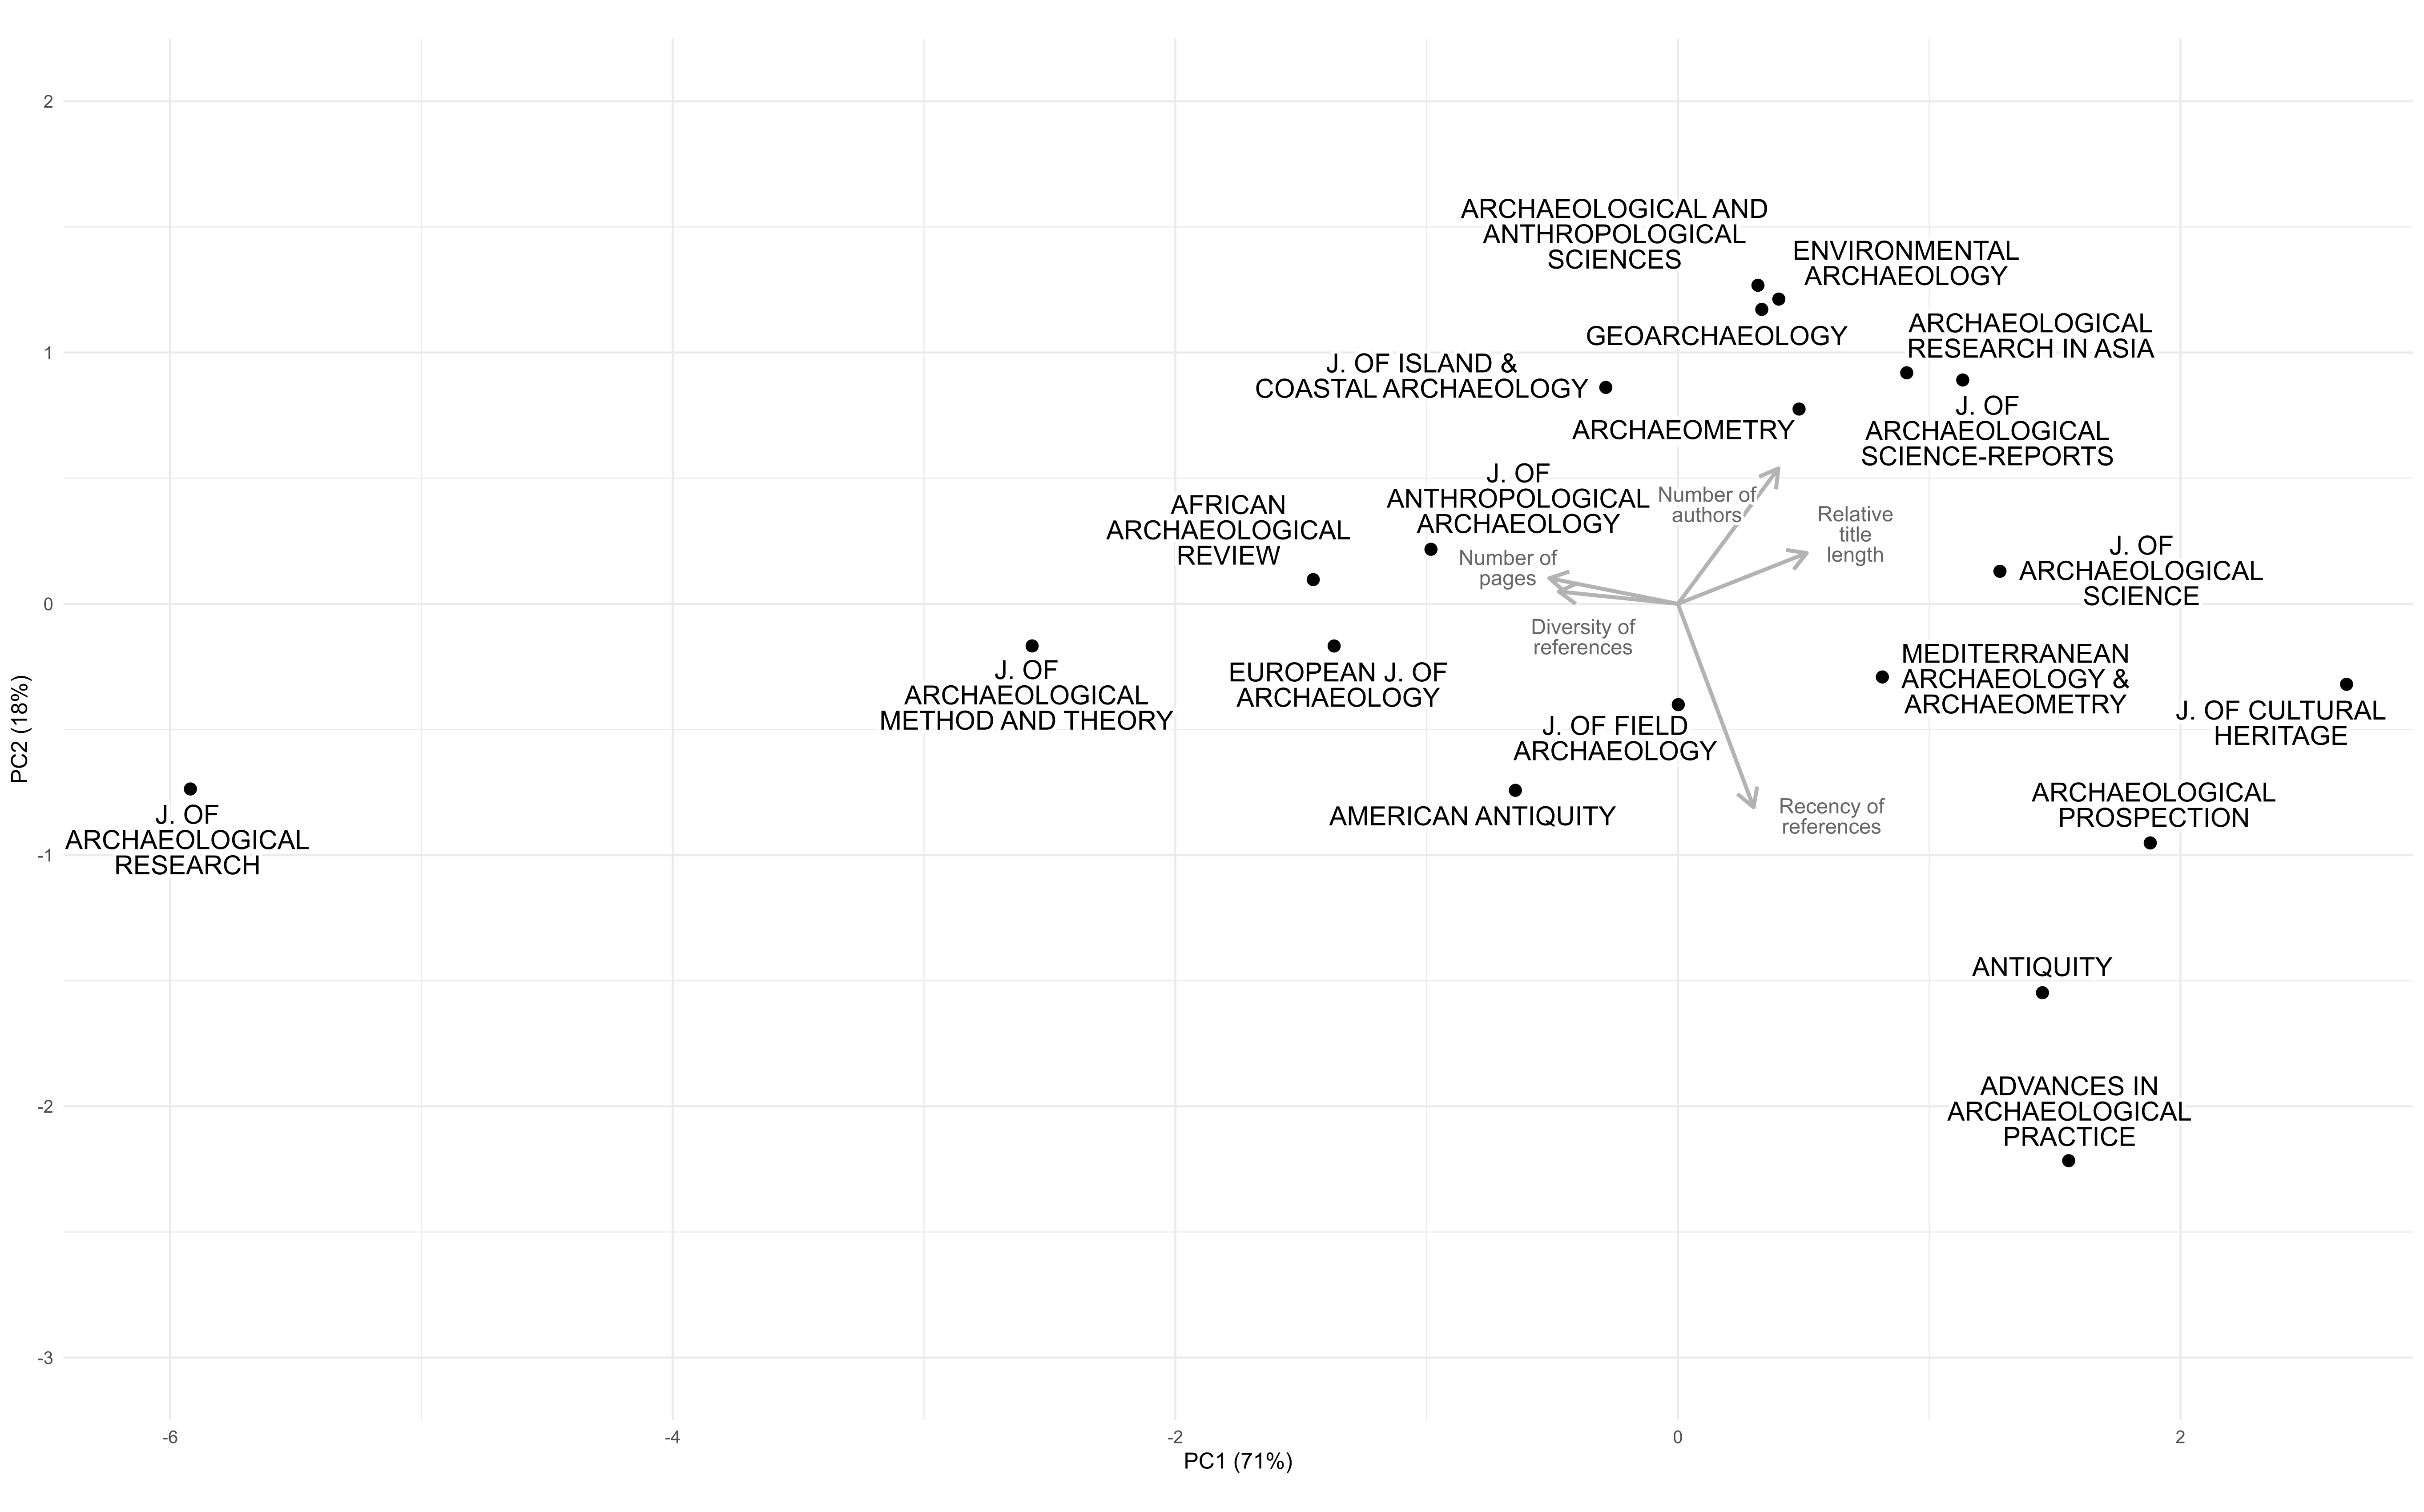 2
1
0
-1
-2
-3
PC2 (18%)
ARCHAEOLOGICAL AND
ANTHROPOLOGICAL
SCIENCES
ENVIRONMENTAL
ARCHAEOLOGY
GEOARCHAEOLOGY
ARCHAEOLOGICAL
RESEARCH IN ASIA
J. OF ISLAND &
COASTAL ARCHAEOLOGY
ARCHAEOMETRY
J. OF
ARCHAEOLOGICAL
SCIENCE-REPORTS
J. OF
ANTHROPOLOGICAL
ARCHAEOLOGY
Number of
authors
AFRICAN
ARCHAEOLOGICAL
REVIEW
Relative
title
length
Number of
pages
J. OF
ARCHAEOLOGICAL
SCIENCE
Diversity of
references
MEDITERRANEAN
ARCHAEOLOGY &
ARCHAEOMETRY
J. OF
ARCHAEOLOGICAL
METHOD AND THEORY
EUROPEAN J. OF
ARCHAEOLOGY
J. OF CULTURAL
HERITAGE
J. OF FIELD
ARCHAEOLOGY
AMERICAN ANTIQUITY
Recency of
references
ARCHAEOLOGICAL
PROSPECTION
J. OF
ARCHAEOLOGICAL
RESEARCH
ANTIQUITY
ADVANCES IN
ARCHAEOLOGICAL
PRACTICE
-6
-4
-2
0
2
PC1 (71%)